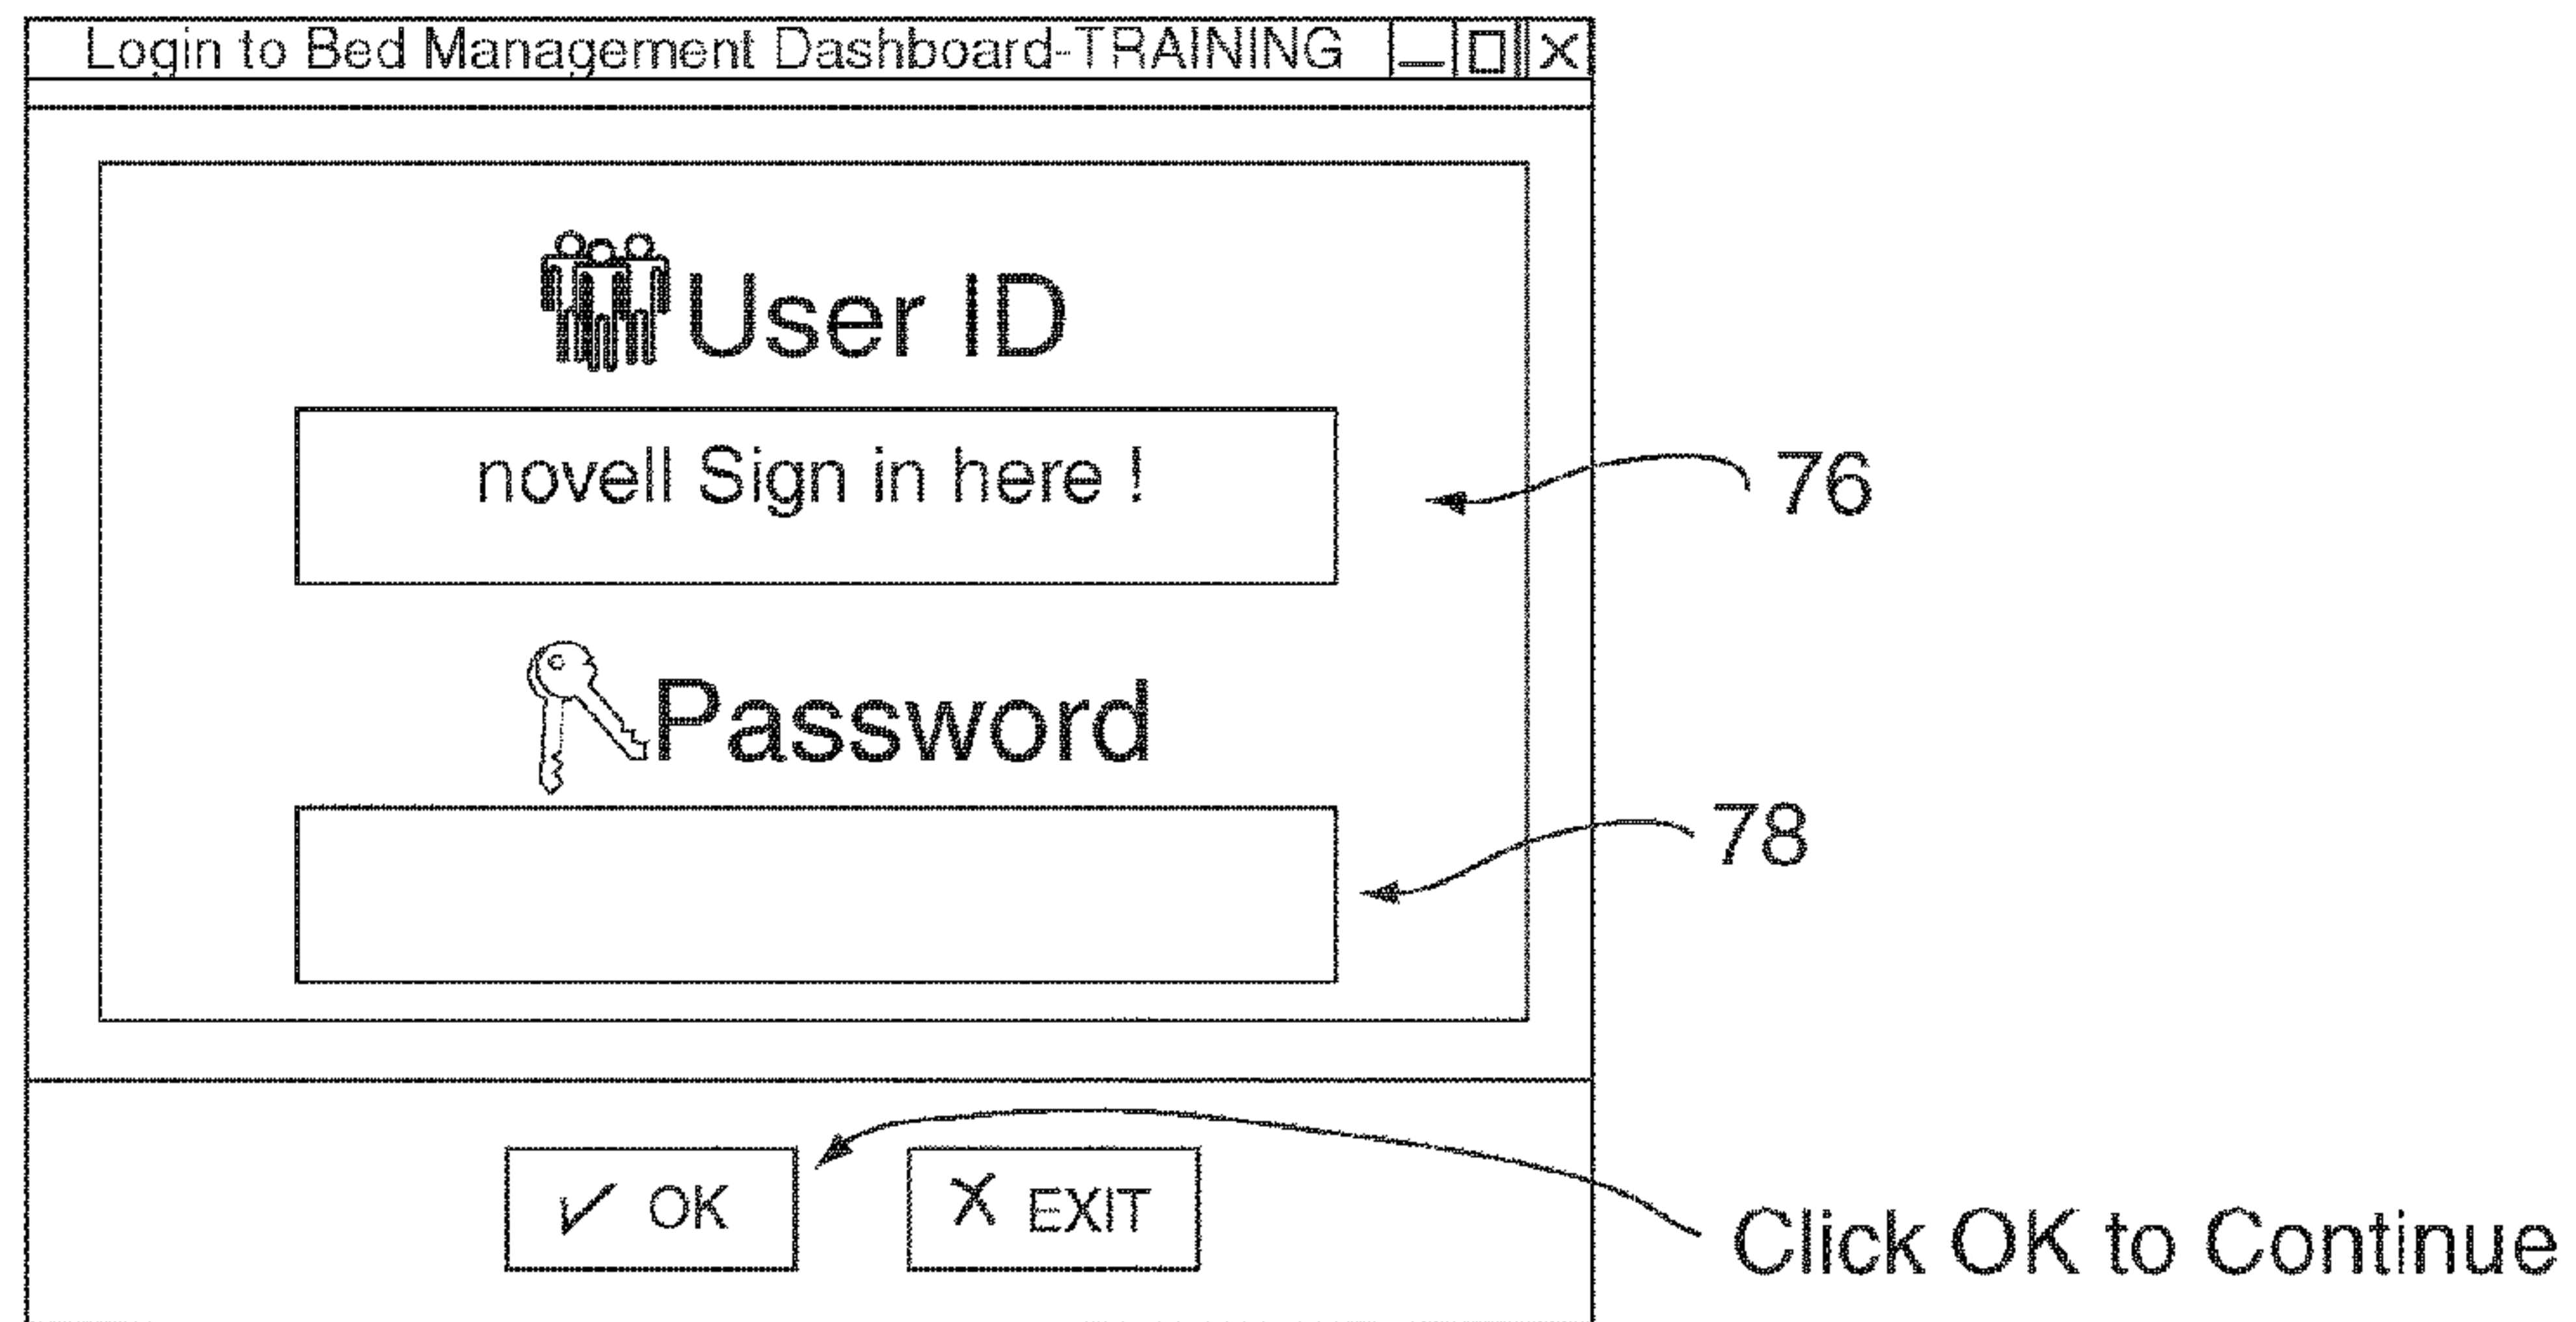 Login to Bed Management Dashboard-TRAINING
User ID
novell Sign in here !
76
Password
78
OK
EXIT
Click OK to Continue